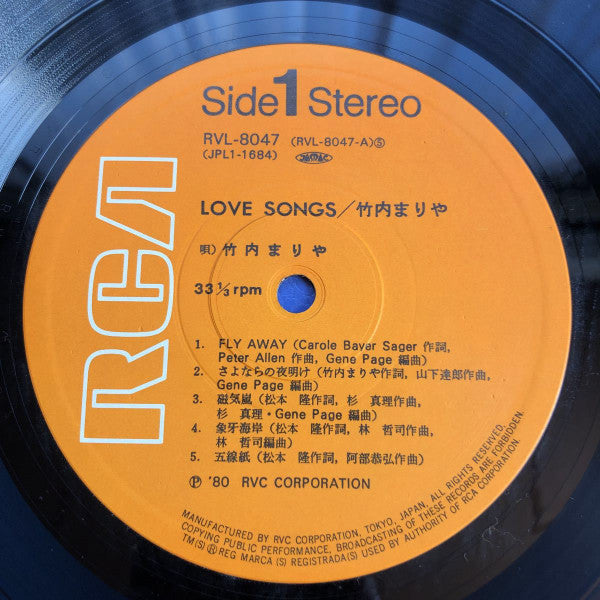 Side 1 Stereo
RVL-8047 (RVL-8047-A)⑤
(JPL1-1684)
RCA
LOVE SONGS/竹内まりや
唄) 竹内まりや
33 1/3 rpm
1. FLY AWAY (Carole Baver Sager 作詞,
Peter Allen 作曲, Gene Page 編曲)
2. さよならの夜明け (竹内まりや作詞, 山下達郎作曲,
Gene Page 編曲)
3. 磁気嵐 (松本 隆作詞, 杉 真理作曲,
杉 真理・Gene Page 編曲)
4. 象牙海岸 (松本 隆作詞, 林 哲司作曲,
林 哲司編曲)
5. 五線紙 (松本 隆作詞, 阿部恭弘作曲)
Ⓟ '80 RVC CORPORATION
MANUFACTURED BY RVC CORPORATION, TOKYO, JAPAN, ALL RIGHTS RESERVED.
COPYING PUBLIC PERFORMANCE, BROADCASTING OF THESE RECORDS ARE FORBIDDEN.
TM(S) ® REG MARCA (S) REGISTRADA(S) USED BY AUTHORITY OF RCA CORPORATION